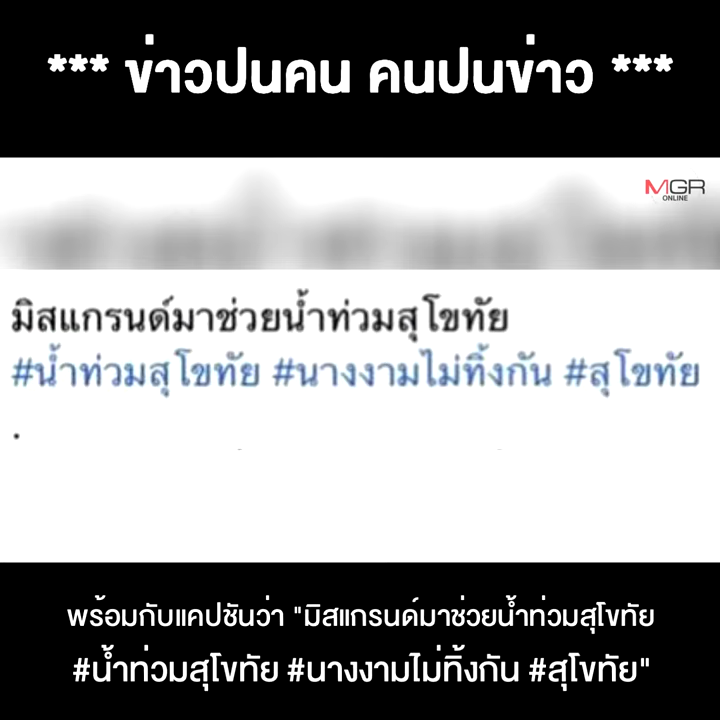 *** ข่าวปนคน คนปนข่าว ***
MGR
ONLINE
มิสแกรนด์มาช่วยน้ำท่วมสุโขทัย
#น้ำท่วมสุโขทัย #นางงามไม่ทิ้งกัน #สุโขทัย
.
พร้อมกับแคปชันว่า "มิสแกรนด์มาช่วยน้ำท่วมสุโขทัย
#น้ำท่วมสุโขทัย #นางงามไม่ทิ้งกัน #สุโขทัย"